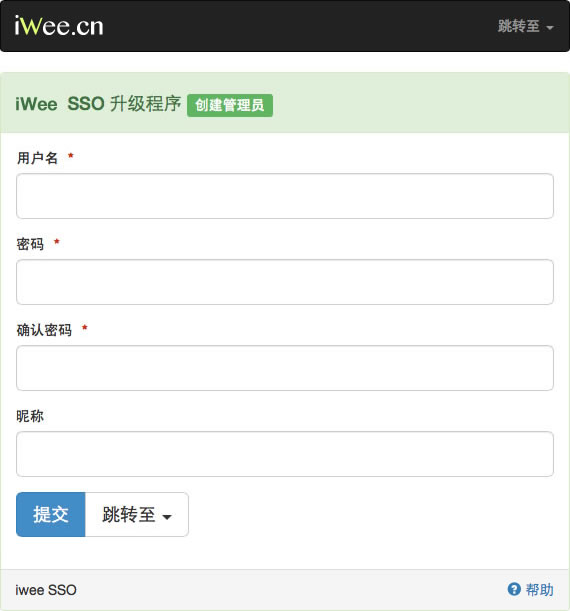 iWee.cn 跳转至
iWee SSO 升级程序 创建管理员
用户名 *
密码 *
确认密码 *
昵称
提交 跳转至
iwee SSO ? 帮助